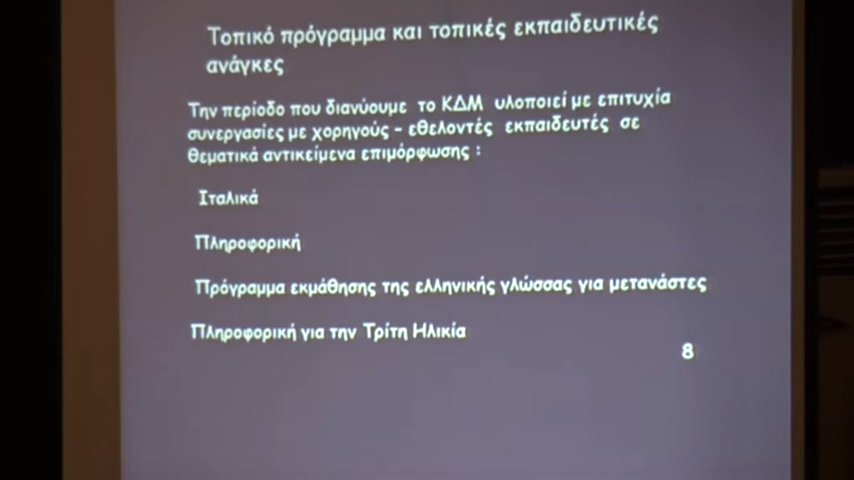 Τοπικό πρόγραμμα και τοπικές εκπαιδευτικές
ανάγκες
Την περίοδο που διανύουμε το ΚΔΜ υλοποιεί με επιτυχία
συνεργασίες με χορηγούς - εθελοντές εκπαιδευτές σε
θεματικά αντικείμενα επιμόρφωσης :
Ιταλικά
Πληροφορική
Πρόγραμμα εκμάθησης της ελληνικής γλώσσας για μετανάστες
Πληροφορική για την Τρίτη Ηλικία
8